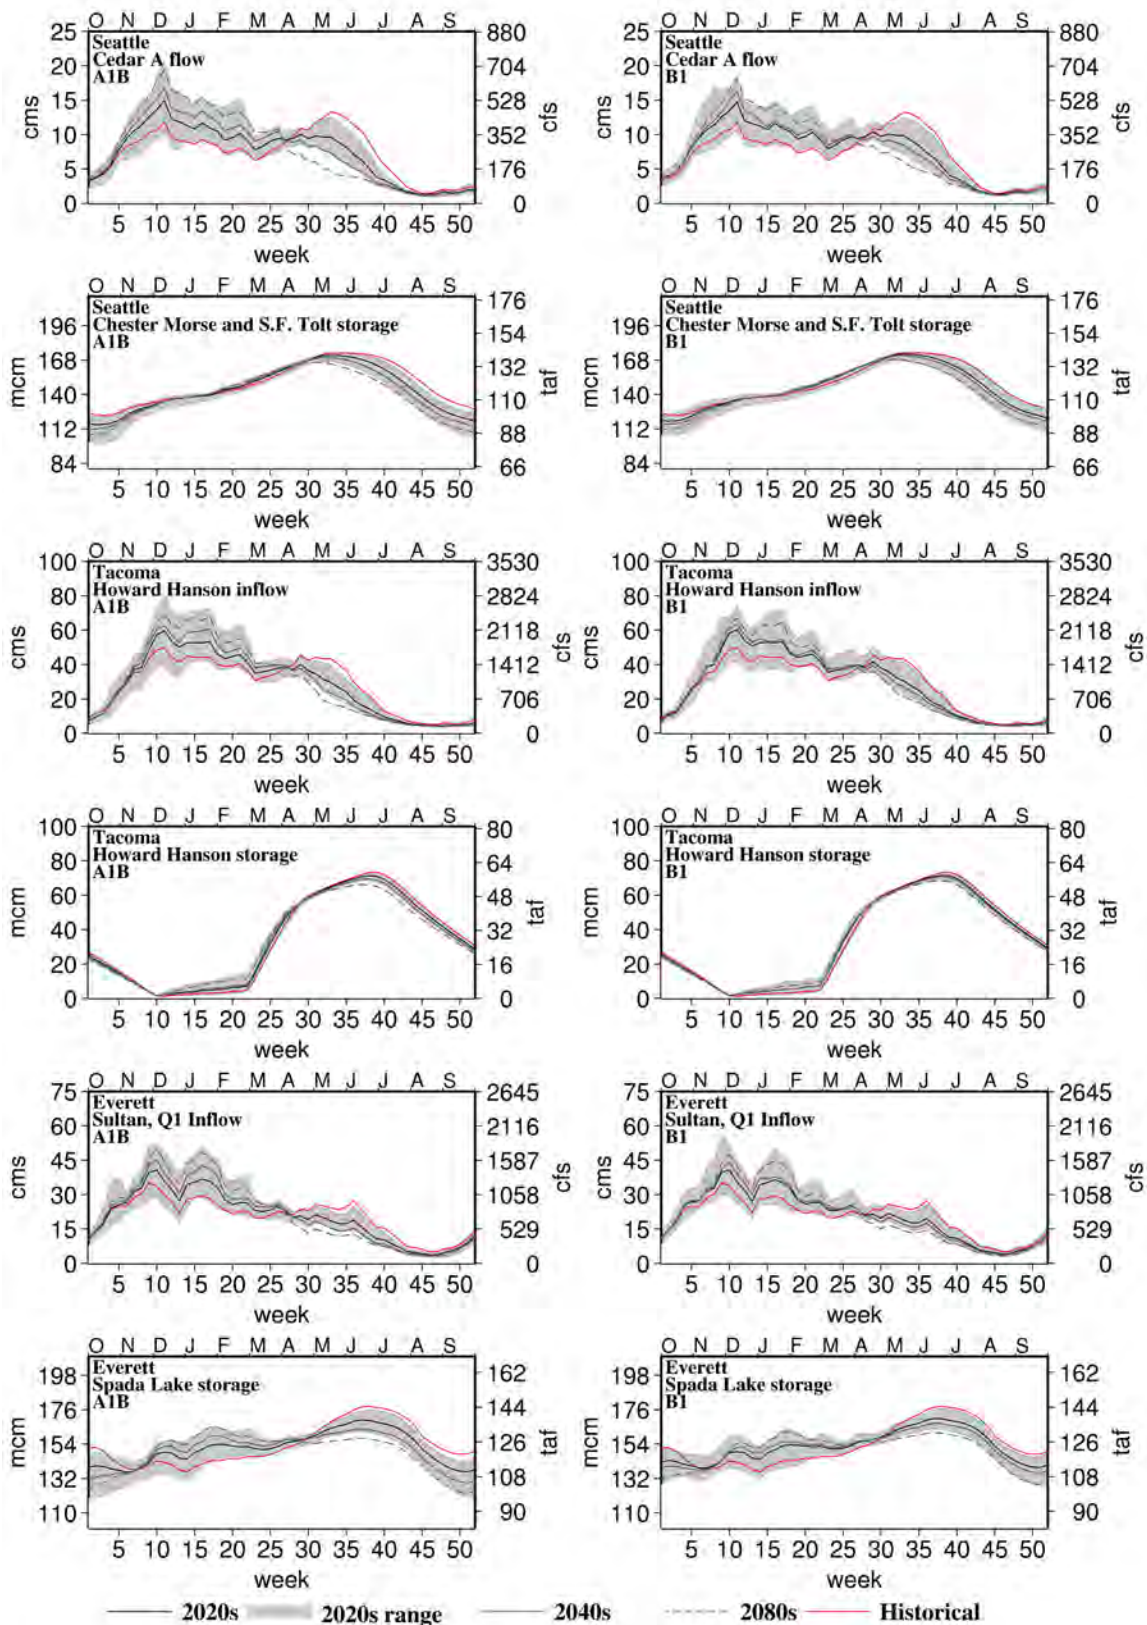 O N D J F M A M J J A S
O N D J F M A M J J A S
Seattle
Cedar A flow
A1B
25
20
15
10
5
0
cms
880
704
528
352
176
0
cfs
5 10 15 20 25 30 35 40 45 50
week
Seattle
Cedar A flow
B1
25
20
15
10
5
0
cms
880
704
528
352
176
0
cfs
5 10 15 20 25 30 35 40 45 50
week
O N D J F M A M J J A S
O N D J F M A M J J A S
Seattle
Chester Morse and S.F. Tolt storage
A1B
196
168
140
112
84
mcm
176
154
132
110
88
66
taf
5 10 15 20 25 30 35 40 45 50
week
Seattle
Chester Morse and S.F. Tolt storage
B1
196
168
140
112
84
mcm
176
154
132
110
88
66
taf
5 10 15 20 25 30 35 40 45 50
week
O N D J F M A M J J A S
O N D J F M A M J J A S
Tacoma
Howard Hanson inflow
A1B
100
80
60
40
20
0
cms
3530
2824
2118
1412
706
0
cfs
5 10 15 20 25 30 35 40 45 50
week
Tacoma
Howard Hanson inflow
B1
100
80
60
40
20
0
cms
3530
2824
2118
1412
706
0
cfs
5 10 15 20 25 30 35 40 45 50
week
O N D J F M A M J J A S
O N D J F M A M J J A S
Tacoma
Howard Hanson storage
A1B
100
80
60
40
20
0
mcm
80
64
48
32
16
0
taf
5 10 15 20 25 30 35 40 45 50
week
Tacoma
Howard Hanson storage
B1
100
80
60
40
20
0
mcm
80
64
48
32
16
0
taf
5 10 15 20 25 30 35 40 45 50
week
O N D J F M A M J J A S
O N D J F M A M J J A S
Everett
Sultan, Q1 Inflow
A1B
75
60
45
30
15
0
cms
2645
2116
1587
1058
529
0
cfs
5 10 15 20 25 30 35 40 45 50
week
Everett
Sultan, Q1 Inflow
B1
75
60
45
30
15
0
cms
2645
2116
1587
1058
529
0
cfs
5 10 15 20 25 30 35 40 45 50
week
O N D J F M A M J J A S
O N D J F M A M J J A S
Everett
Spada Lake storage
A1B
198
176
154
132
110
mcm
162
144
126
108
90
taf
5 10 15 20 25 30 35 40 45 50
week
Everett
Spada Lake storage
B1
198
176
154
132
110
mcm
162
144
126
108
90
taf
5 10 15 20 25 30 35 40 45 50
week
2020s 2020s range 2040s 2080s Historical